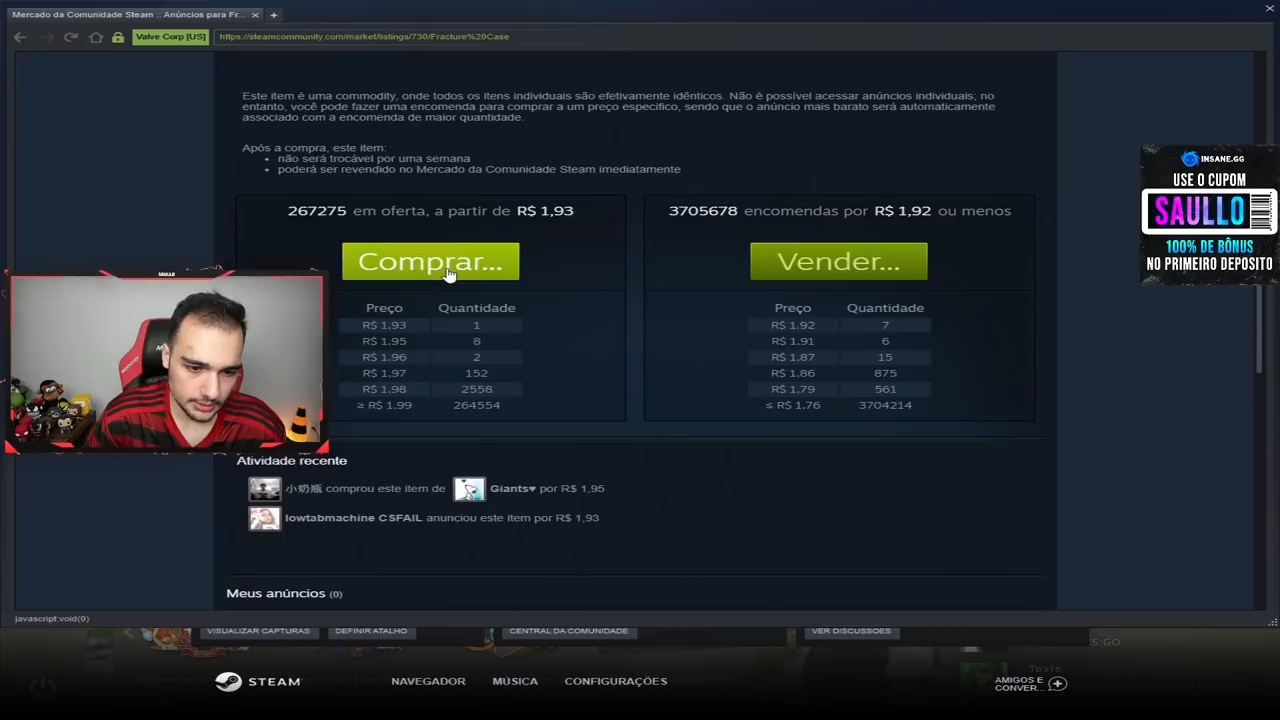 Mercado da Comunidade Steam :: Anúncios para Fr...
Valve Corp [US]
https://steamcommunity.com/market/listings/730/Fracture%20Case
Este item é uma commodity, onde todos os itens individuais são efetivamente idênticos. Não é possível acessar anúncios individuais; no
entanto, você pode fazer uma encomenda para comprar a um preço específico, sendo que o anúncio mais barato será automaticamente
associado com a encomenda de maior quantidade.
Após a compra, este item:
não será trocável por uma semana
poderá ser revendido no Mercado da Comunidade Steam imediatamente
267275 em oferta, a partir de R$ 1,93
Comprar...
Preço Quantidade
R$ 1,93 1
R$ 1,95 8
R$ 1,96 2
R$ 1,97 152
R$ 1,98 2558
≥ R$ 1,99 264554
3705678 encomendas por R$ 1,92 ou menos
Vender...
Preço Quantidade
R$ 1,92 7
R$ 1,91 6
R$ 1,87 15
R$ 1,86 875
R$ 1,79 561
≤ R$ 1,76 3704214
INSANE.GG
USE O CUPOM
SAULLO
100% DE BÔNUS
NO PRIMEIRO DEPOSITO
SAULLO
Atividade recente
小奶瓶 comprou este item de Giants♥ por R$ 1,95
lowtabmachine CSFAIL anunciou este item por R$ 1,93
Meus anúncios (0)
javascript:void(0)
VISUALIZAR CAPTURAS
DEFINIR ATALHO
CENTRAL DA COMUNIDADE
VER DISCUSSÕES
S:GO
Toxic
STEAM
NAVEGADOR
MÚSICA
CONFIGURAÇÕES
AMIGOS E
CONVER...